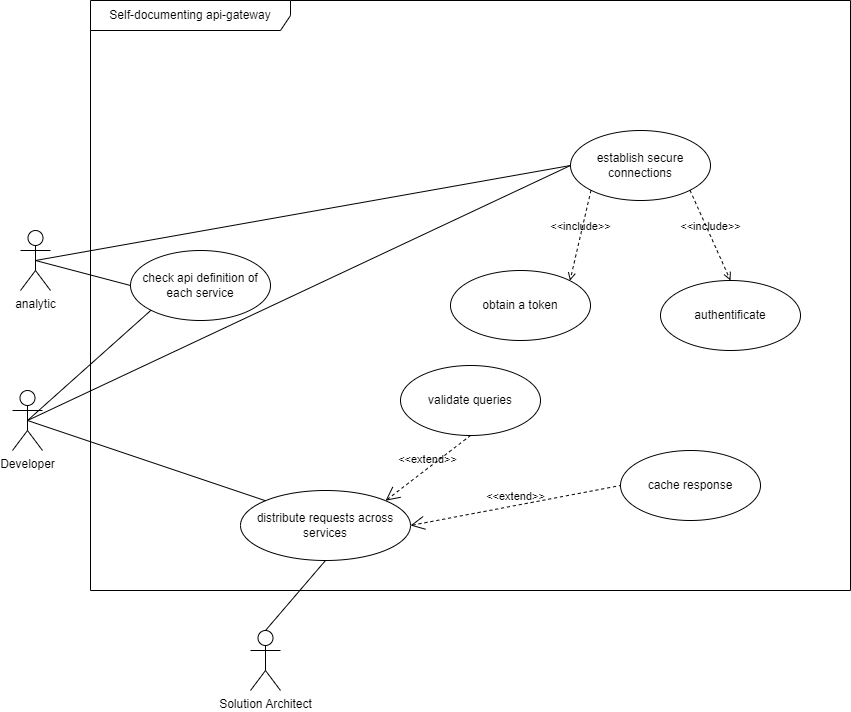 Self-documenting api-gateway
establish secure
connections
<<include>>
<<include>>
analytic
check api definition of
each service
obtain a token
authentificate
validate queries
Developer
<<extend>>
cache response
<<extend>>
distribute requests across
services
Solution Architect